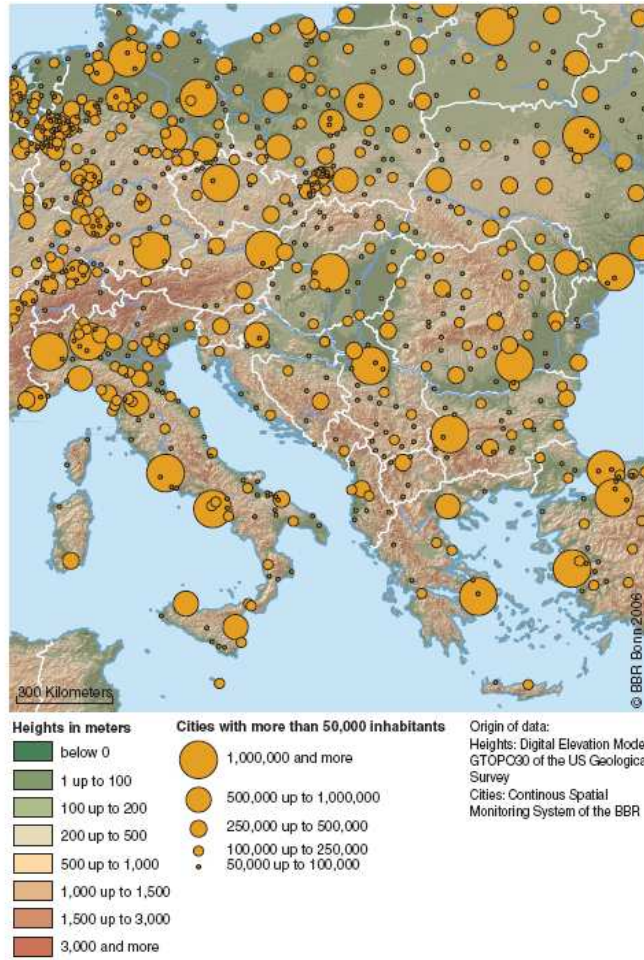 © BBR Bonn 2006
300 Kilometers
Heights in meters
below 0
1 up to 100
100 up to 200
200 up to 500
500 up to 1,000
1,000 up to 1,500
1,500 up to 3,000
3,000 and more
Cities with more than 50,000 inhabitants
1,000,000 and more
500,000 up to 1,000,000
250,000 up to 500,000
100,000 up to 250,000
50,000 up to 100,000
Origin of data:
Heights: Digital Elevation Mode
GTOPO30 of the US Geologica
Survey
Cities: Continous Spatial
Monitoring System of the BBR